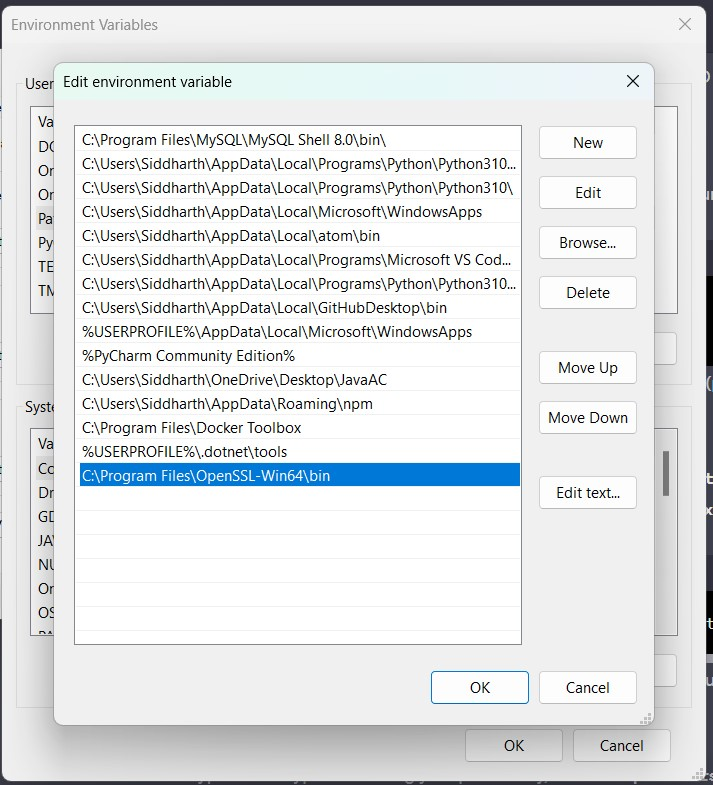 Environment Variables
User
Edit environment variable
Va
DC
On
On
Pat
Py
TE
TM
C:\Program Files\MySQL\MySQL Shell 8.0\bin\
C:\Users\Siddharth\AppData\Local\Programs\Python\Python310...
C:\Users\Siddharth\AppData\Local\Programs\Python\Python310\
C:\Users\Siddharth\AppData\Local\Microsoft\WindowsApps
C:\Users\Siddharth\AppData\Local\atom\bin
C:\Users\Siddharth\AppData\Local\Programs\Microsoft VS Cod...
C:\Users\Siddharth\AppData\Local\Programs\Python\Python310...
C:\Users\Siddharth\AppData\Local\GitHubDesktop\bin
%USERPROFILE%\AppData\Local\Microsoft\WindowsApps
%PyCharm Community Edition%
C:\Users\Siddharth\OneDrive\Desktop\JavaAC
C:\Users\Siddharth\AppData\Roaming\npm
C:\Program Files\Docker Toolbox
%USERPROFILE%\.dotnet\tools
C:\Program Files\OpenSSL-Win64\bin
New
Edit
Browse...
Delete
Move Up
Move Down
Edit text...
Syste
Va
Co
Dr
GD
JAV
NU
On
OS
OK
Cancel
OK
Cancel